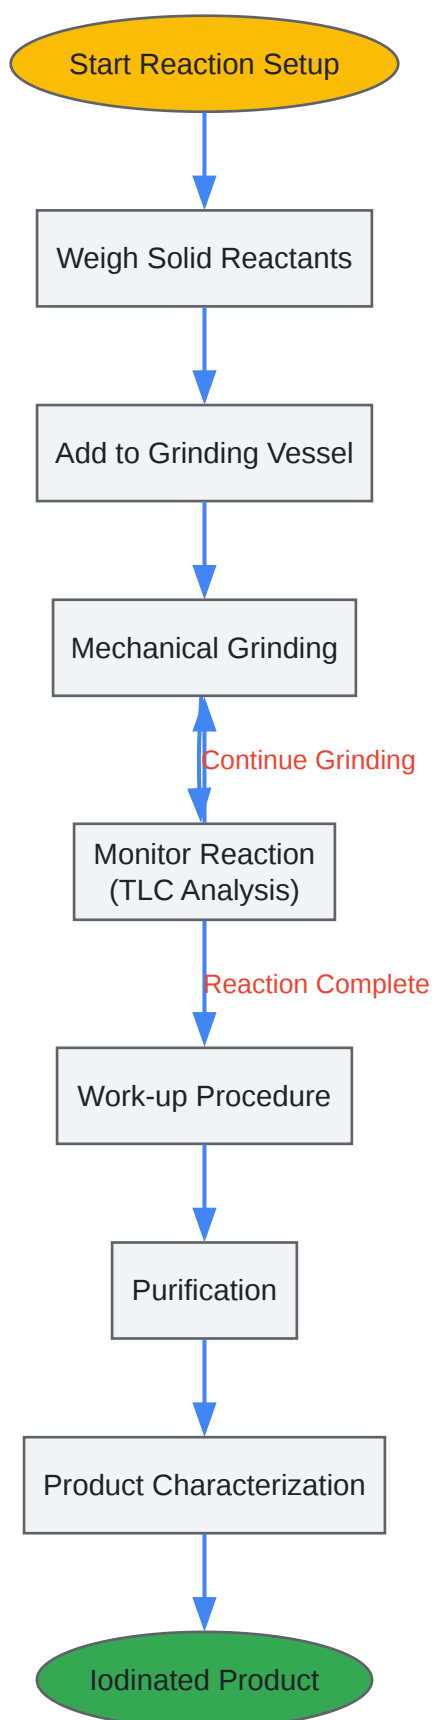 Start Reaction Setup
Weigh Solid Reactants
Add to Grinding Vessel
Mechanical Grinding
Continue Grinding
Monitor Reaction
(TLC Analysis)
Reaction Complete
Work-up Procedure
Purification
Product Characterization
Iodinated Product